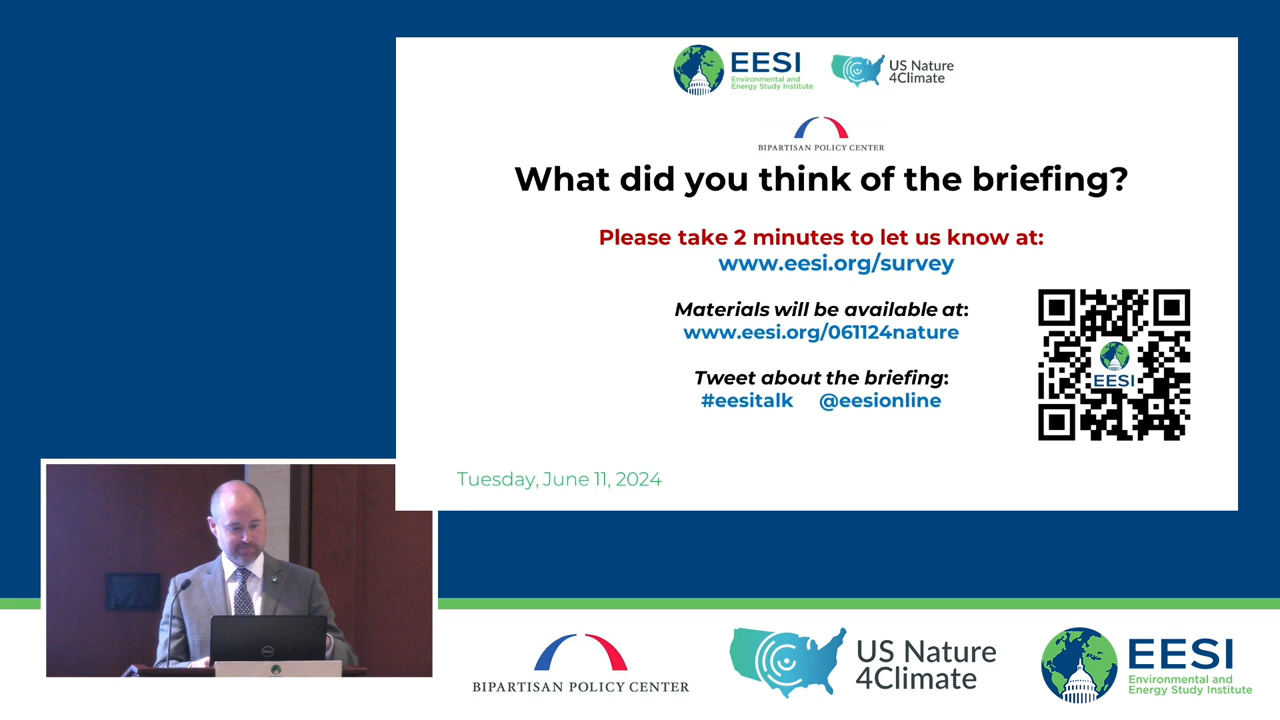 EESI
Environmental and
Energy Study Institute
US Nature
4Climate
BIPARTISAN POLICY CENTER
What did you think of the briefing?
Please take 2 minutes to let us know at:
www.eesi.org/survey
Materials will be available at:
www.eesi.org/061124nature
Tweet about the briefing:
#eesitalk @eesionline
EESI
Tuesday, June 11, 2024
DELL
BIPARTISAN POLICY CENTER
US Nature
4Climate
EESI
Environmental and
Energy Study Institute